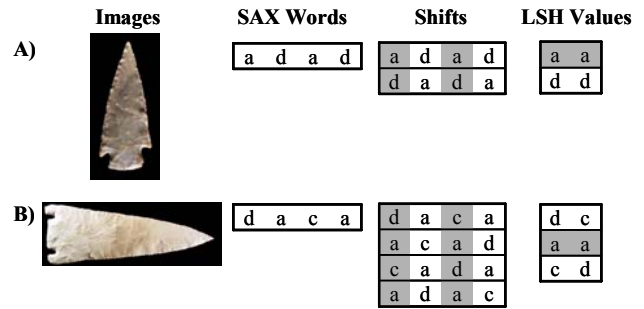 Images SAX Words Shifts LSH Values
A)
a d a d
a d a d
d a d a
a a
d d
B)
d a c a
d a c a
a c a d
c a d a
a d a c
d c
a a
c d